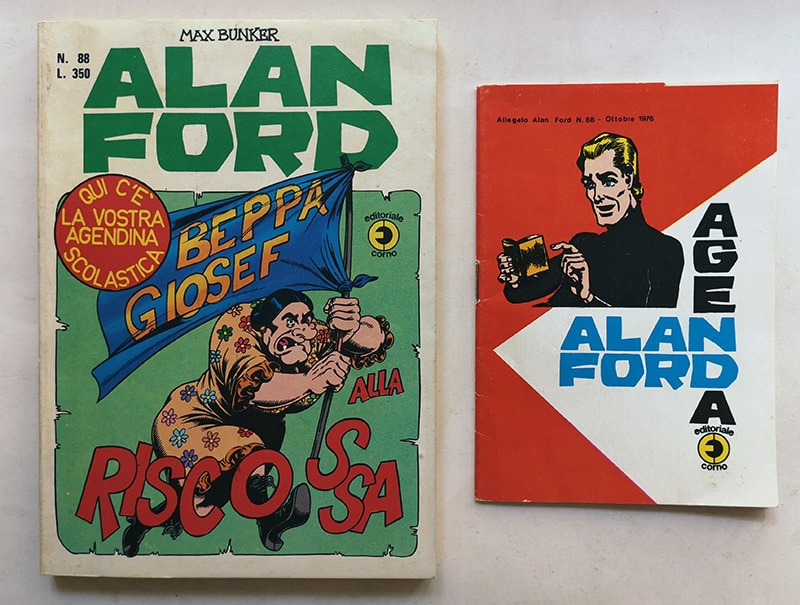 MAX BUNKER
N. 88
L. 350
ALAN
FORD
QUI C'E'
LA VOSTRA
AGENDINA
SCOLASTICA
BEPPA
GIOSEF
editoriale
corno
ALLA
RISCOSSA
Allegato Alan Ford N. 88 - Ottobre 1976
AGENDA
ALAN
FORD
editoriale
corno